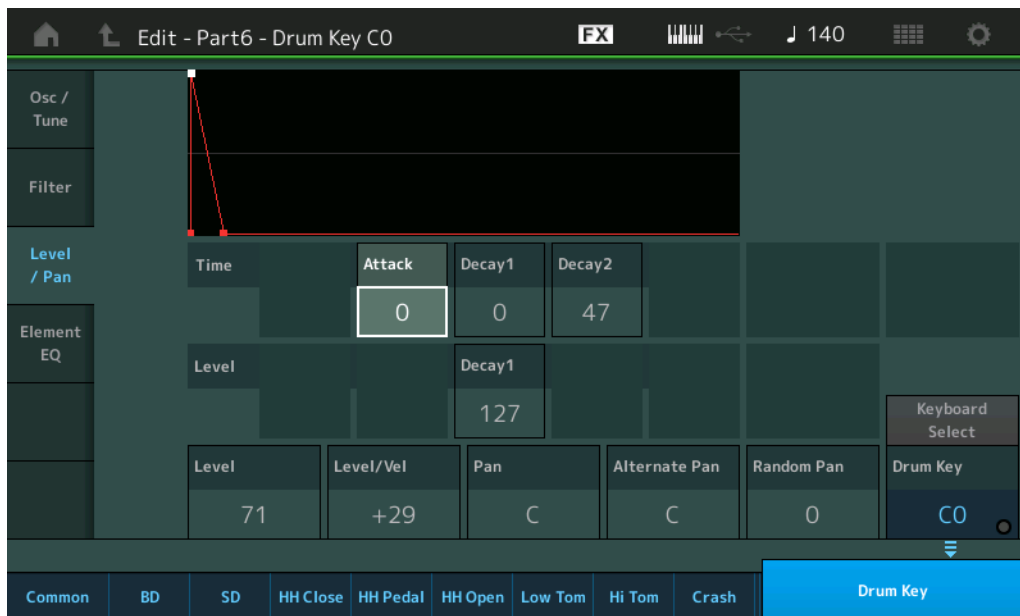 Edit - Part6 - Drum Key C0
FX
♩ 140
Osc /
Tune
Filter
Level
/ Pan
Element
EQ
Time
Attack
Decay1
Decay2
0
0
47
Level
Decay1
127
Keyboard
Select
Level
Level/Vel
Pan
Alternate Pan
Random Pan
Drum Key
71
+29
C
C
0
C0
Common
BD
SD
HH Close
HH Pedal
HH Open
Low Tom
Hi Tom
Crash
Drum Key